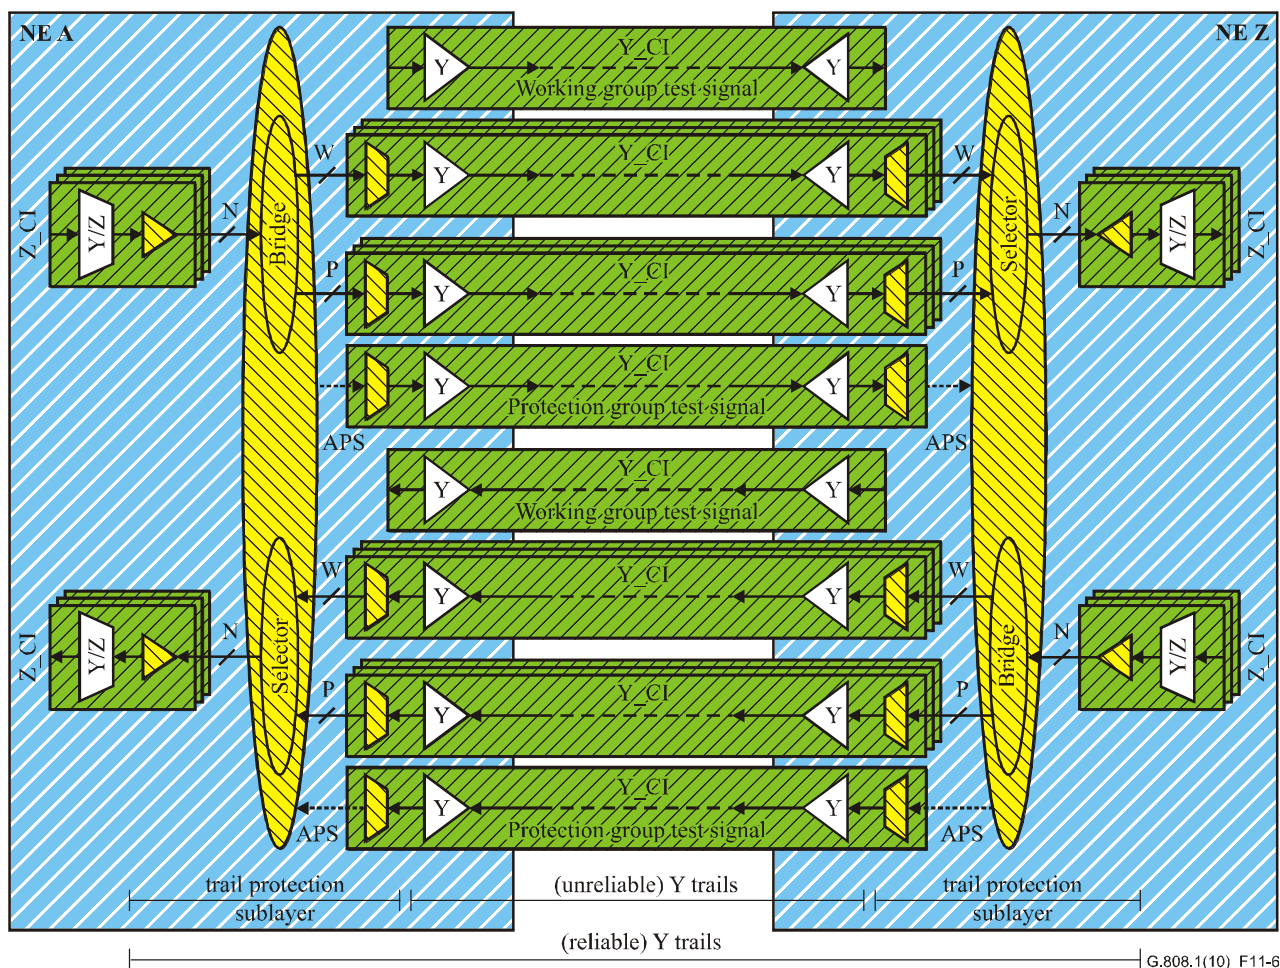 NE A
NE Z
Y_CI
Y
Y
Working group test signal
W
Y_CI
W
Y
Y
Z_CI
Y/Z
N
Bridge
Selector
N
Y/Z
Z_CI
P
Y_CI
P
Y
Y
Y_CI
Y
Y
Protection group test signal
APS
APS
Y_CI
Y
Y
Working group test signal
W
Y_CI
W
Y
Y
Z_CI
Y/Z
N
Selector
Bridge
N
Y/Z
Z_CI
P
Y_CI
P
Y
Y
Y_CI
Y
Y
APS
Protection group test signal
APS
trail protection
sublayer
(unreliable) Y trails
trail protection
sublayer
(reliable) Y trails
G.808.1(10)_F11-6